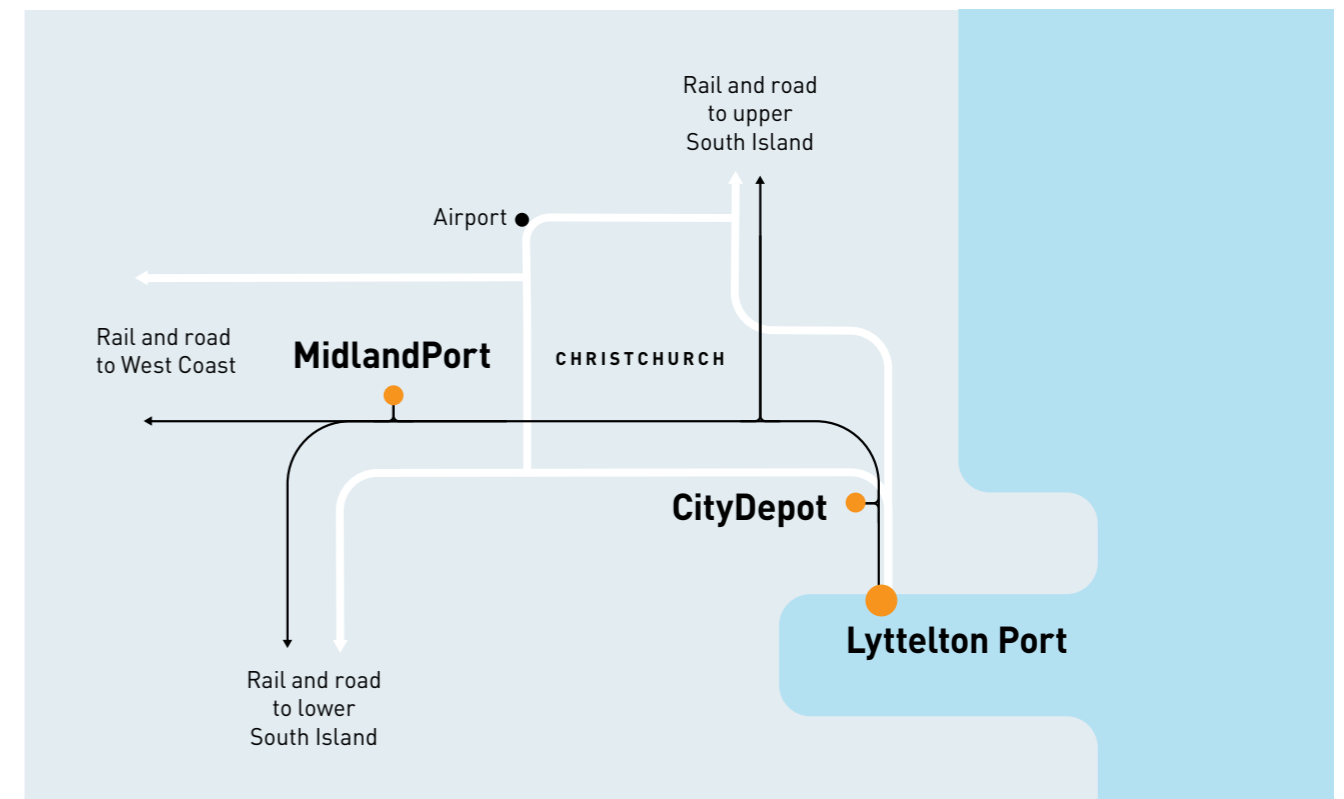 Rail and road
to upper
South Island
Airport
Rail and road
to West Coast
MidlandPort
CHRISTCHURCH
CityDepot
Lyttelton Port
Rail and road
to lower
South Island